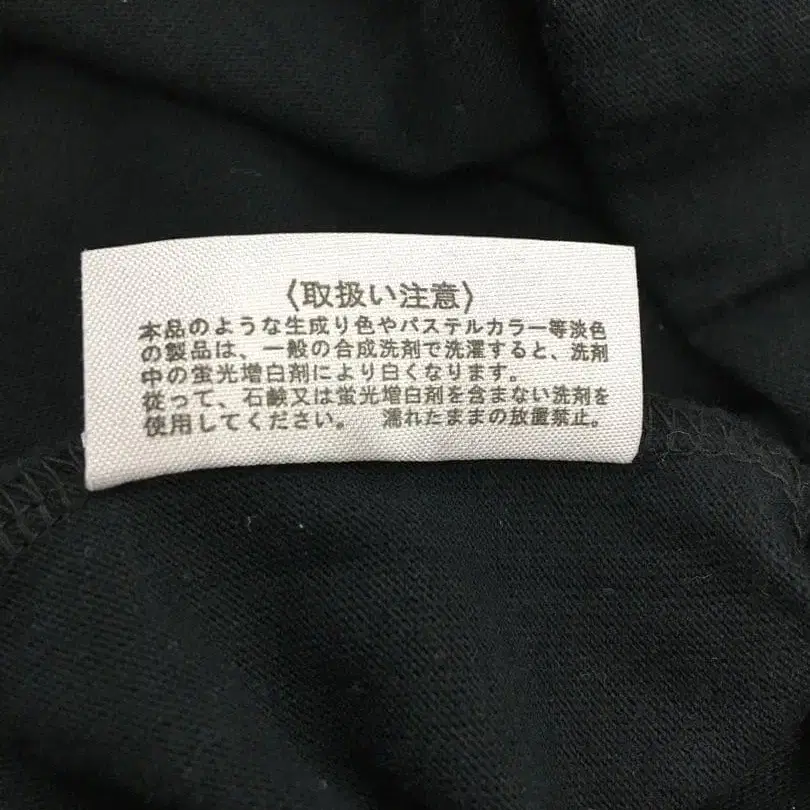 〈取扱い注意〉
本品のような生成り色やパステルカラー等淡色
の製品は、一般の合成洗剤で洗濯すると、洗剤
中の蛍光増白剤により白くなります。
従って、石鹸又は蛍光増白剤を含まない洗剤を
使用してください。　濡れたままの放置禁止。